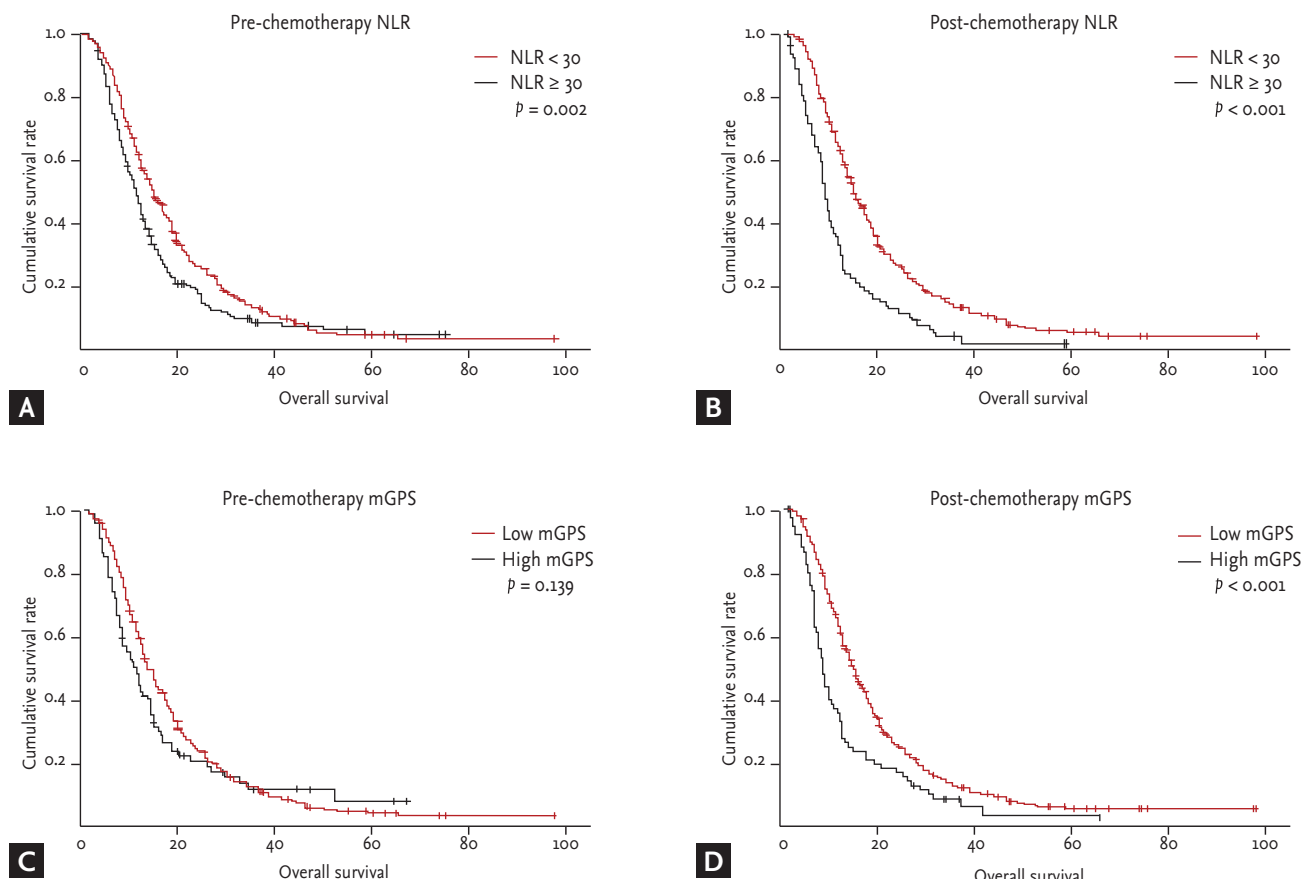 Pre-chemotherapy NLR
1.0
0.8
0.6
0.4
0.2
Cumulative survival rate
NLR < 30
NLR ≥ 30
p = 0.002
0 20 40 60 80 100
Overall survival
A
Post-chemotherapy NLR
1.0
0.8
0.6
0.4
0.2
Cumulative survival rate
NLR < 30
NLR ≥ 30
p < 0.001
0 20 40 60 80 100
Overall survival
B
Pre-chemotherapy mGPS
1.0
0.8
0.6
0.4
0.2
Cumulative survival rate
Low mGPS
High mGPS
p = 0.139
0 20 40 60 80 100
Overall survival
C
Post-chemotherapy mGPS
1.0
0.8
0.6
0.4
0.2
Cumulative survival rate
Low mGPS
High mGPS
p < 0.001
0 20 40 60 80 100
Overall survival
D